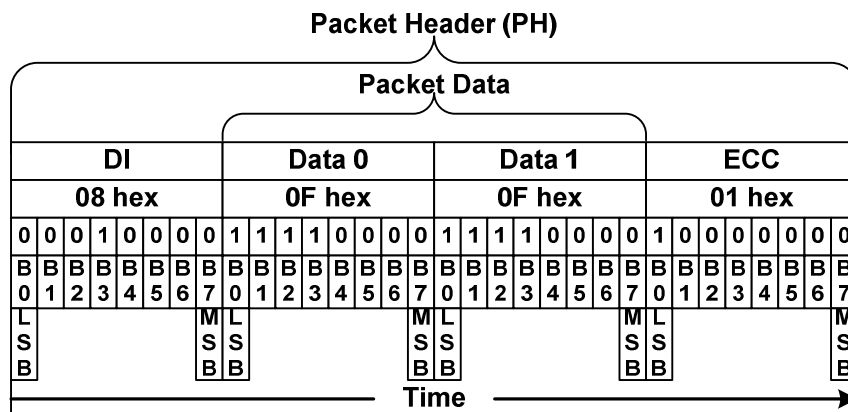 Packet Header (PH)
Packet Data
DI Data 0 Data 1 ECC
08 hex 0F hex 0F hex 01 hex
0 0 0 1 0 0 0 0 1 1 1 1 0 0 0 0 1 1 1 1 0 0 0 0 1 0 0 0 0 0 0 0
B0 B1 B2 B3 B4 B5 B6 B7 B0 B1 B2 B3 B4 B5 B6 B7 B0 B1 B2 B3 B4 B5 B6 B7 B0 B1 B2 B3 B4 B5 B6 B7
LSB MSB LSB MSB LSB MSB LSB MSB
Time